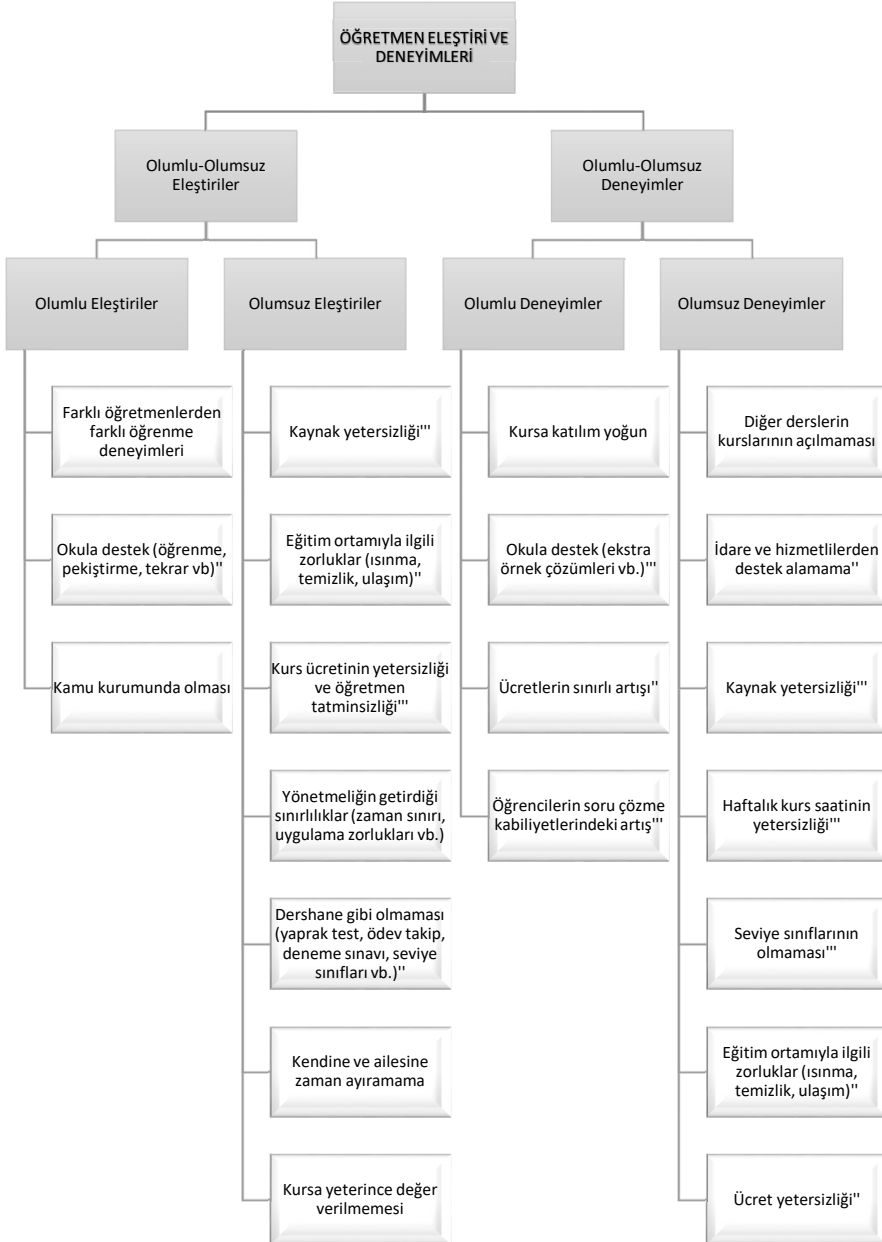 ÖĞRETMEN ELEŞTİRİ VE
DENEYİMLERİ
Olumlu-Olumsuz
Eleştiriler
Olumlu-Olumsuz
Deneyimler
Olumlu Eleştiriler
Olumsuz Eleştiriler
Olumlu Deneyimler
Olumsuz Deneyimler
Farklı öğretmenlerden
farklı öğrenme
deneyimleri
Okula destek (öğrenme,
pekiştirme, tekrar vb)''
Kamu kurumunda olması
Kaynak yetersizliği'''
Eğitim ortamıyla ilgili
zorluklar (ısınma,
temizlik, ulaşım)''
Kurs ücretinin yetersizliği
ve öğretmen
tatminsizliği'''
Yönetmeliğin getirdiği
sınırlılıklar (zaman sınırı,
uygulama zorlukları vb.)
Dershane gibi olmaması
(yaprak test, ödev takip,
deneme sınavı, seviye
sınıfları vb.)''
Kendine ve ailesine
zaman ayıramama
Kursa yeterince değer
verilmemesi
Kursa katılım yoğun
Okula destek (ekstra
örnek çözümleri vb.)'''
Ücretlerin sınırlı artışı''
Öğrencilerin soru çözme
kabiliyetlerindeki artış'''
Diğer derslerin
kurslarının açılmaması
İdare ve hizmetlilerden
destek alamama''
Kaynak yetersizliği'''
Haftalık kurs saatinin
yetersizliği'''
Seviye sınıflarının
olmaması'''
Eğitim ortamıyla ilgili
zorluklar (ısınma,
temizlik, ulaşım)''
Ücret yetersizliği''